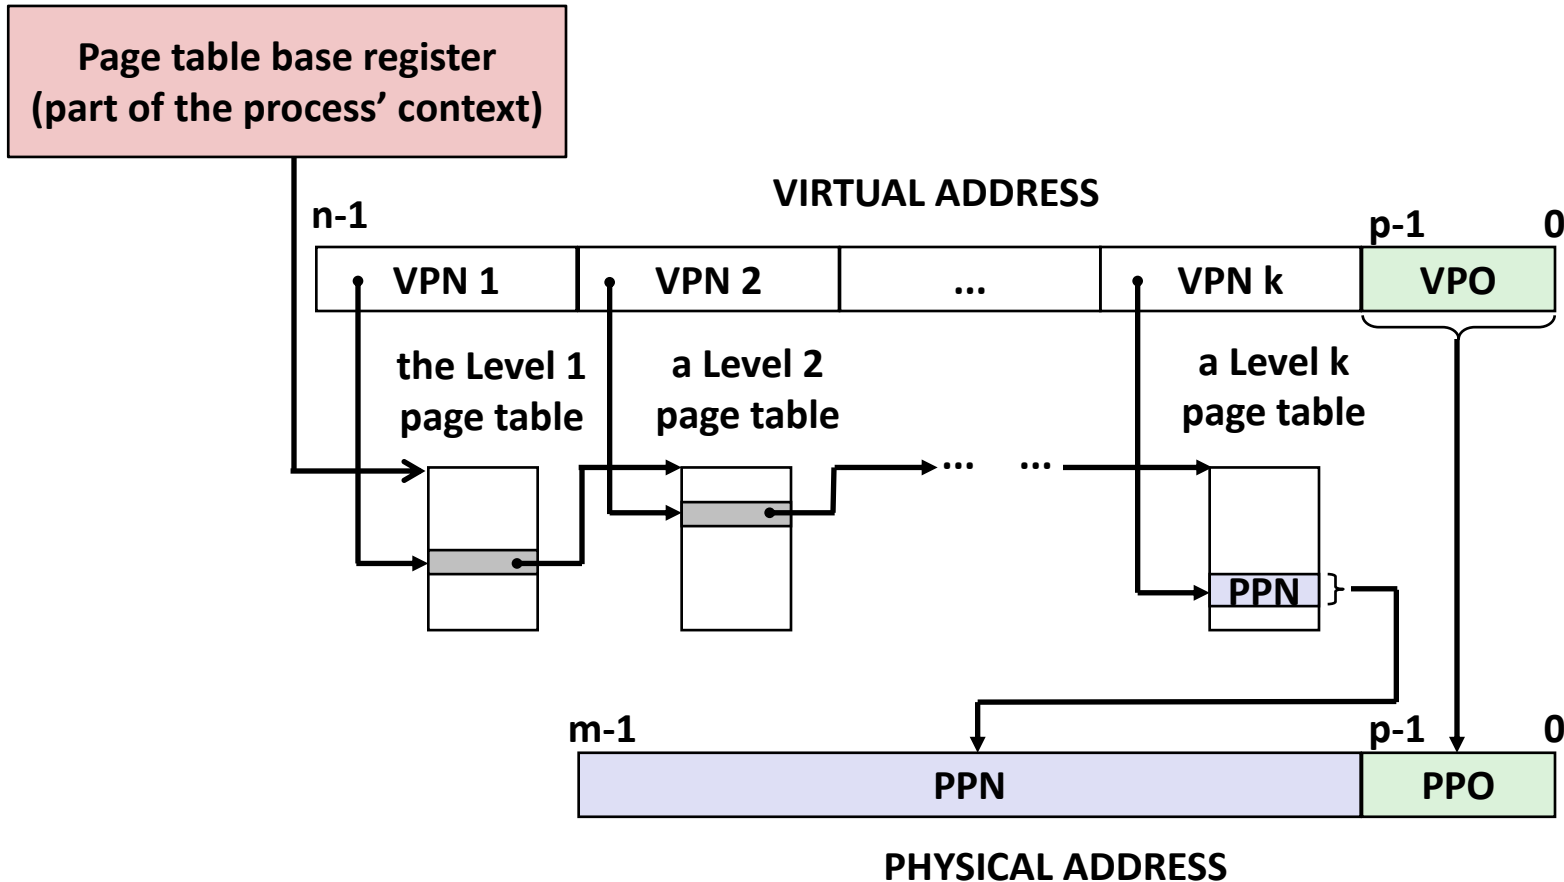 Page table base register
(part of the process’ context)
VIRTUAL ADDRESS
n-1
p-1
0
VPN 1
VPN 2
...
VPN k
VPO
the Level 1
page table
a Level 2
page table
a Level k
page table
...
...
PPN
m-1
p-1
0
PPN
PPO
PHYSICAL ADDRESS